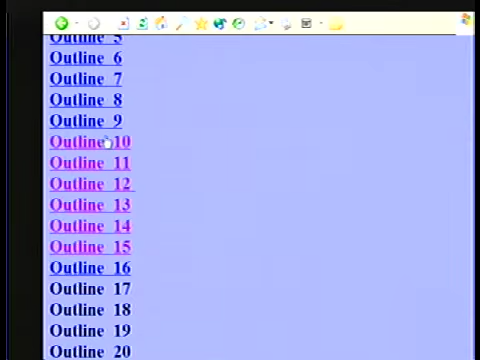 Outline 5
Outline 6
Outline 7
Outline 8
Outline 9
Outline 10
Outline 11
Outline 12
Outline 13
Outline 14
Outline 15
Outline 16
Outline 17
Outline 18
Outline 19
Outline 20